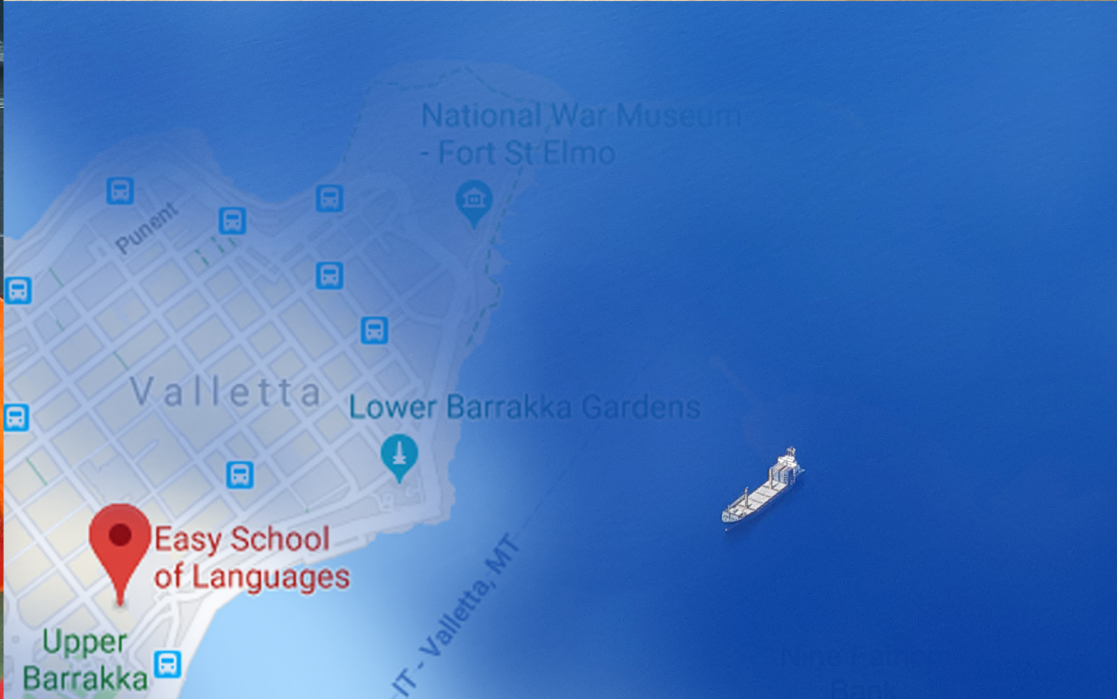 National War Museum
- Fort St Elmo
Punent
Valletta
Lower Barrakka Gardens
Easy School
of Languages
IT - Valletta, MT
Upper
Barrakka
Bank